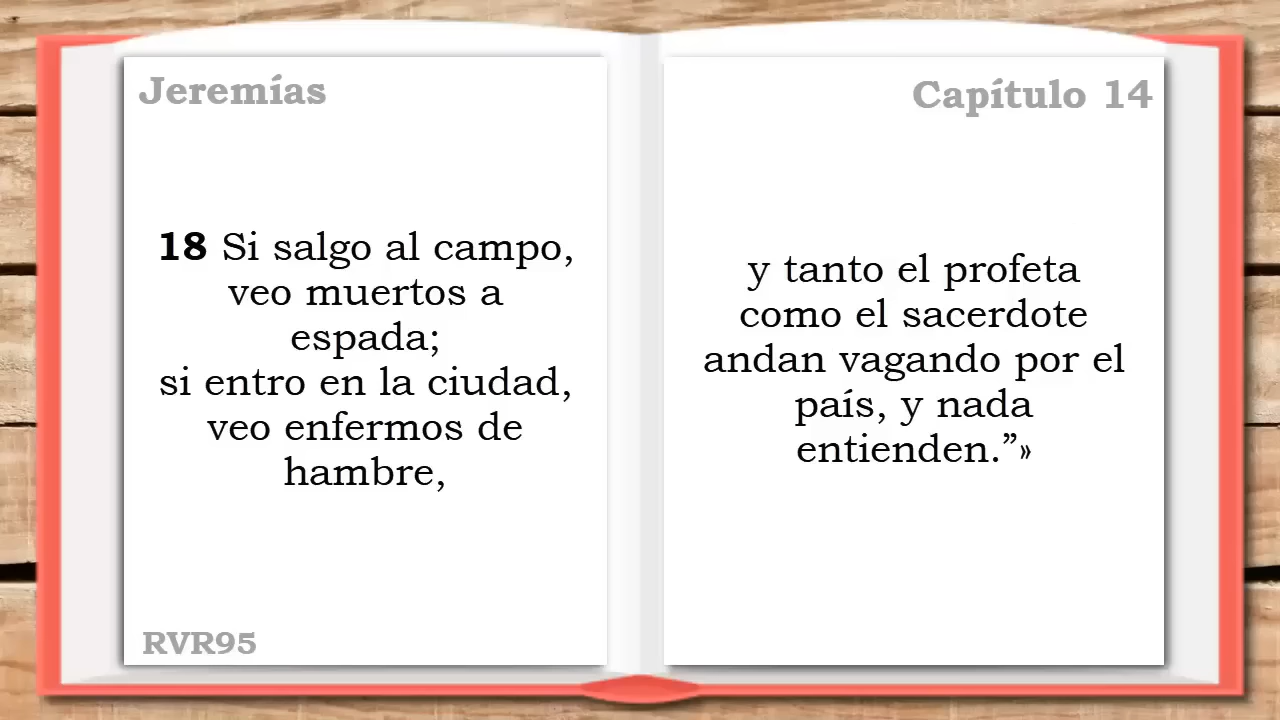 Jeremías
Capítulo 14
18 Si salgo al campo,
veo muertos a
espada;
si entro en la ciudad,
veo enfermos de
hambre,
y tanto el profeta
como el sacerdote
andan vagando por el
país, y nada
entienden.”»
RVR95